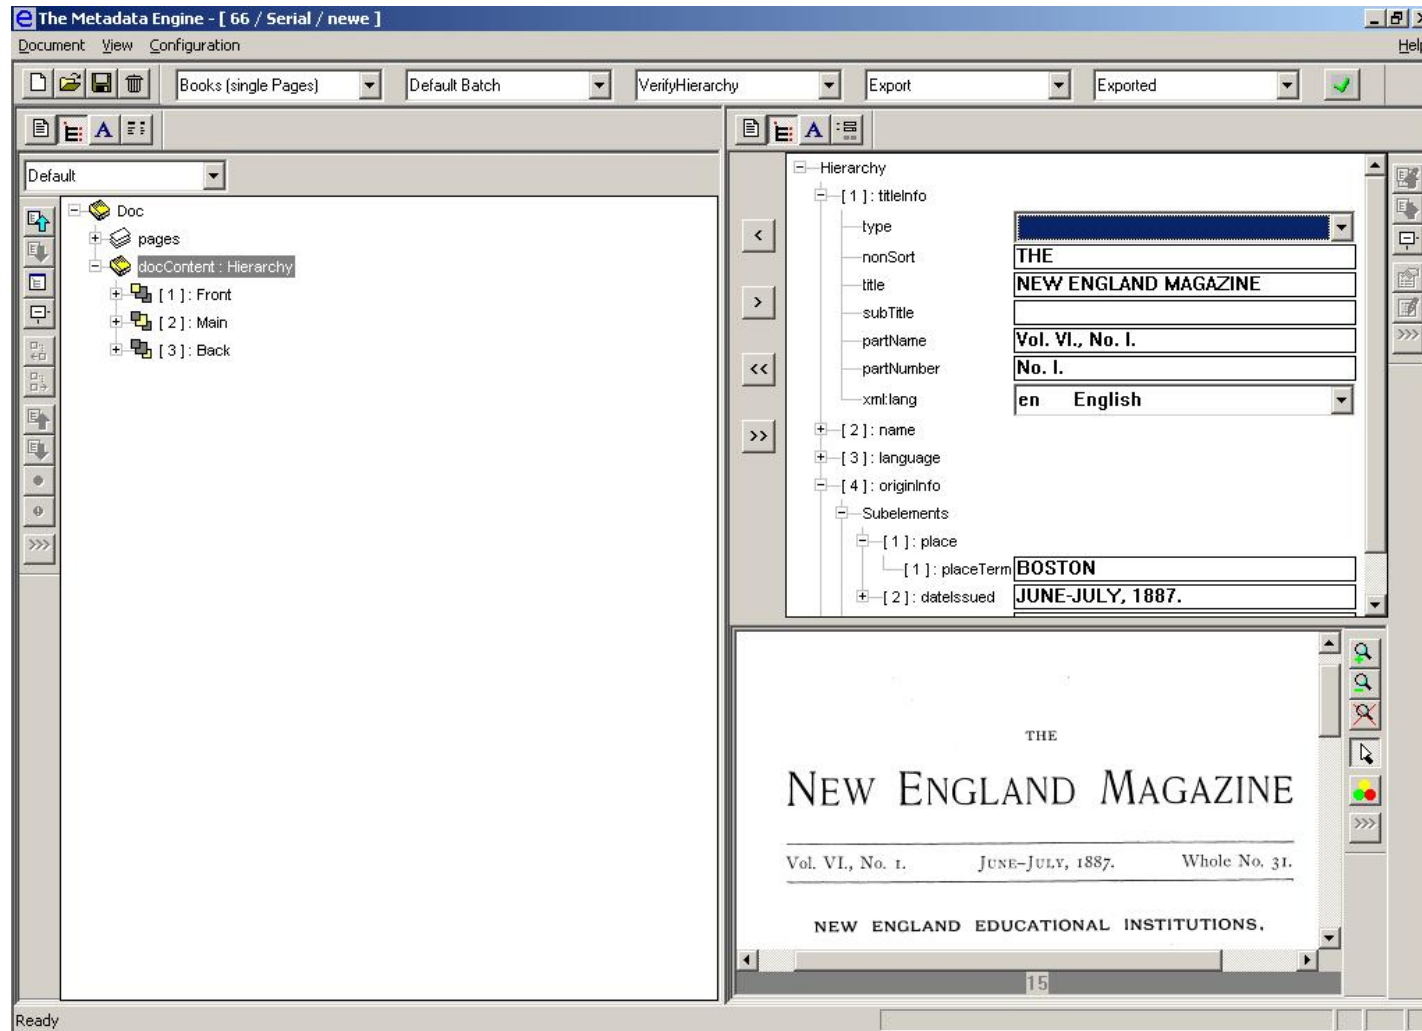 The Metadata Engine - [ 66 / Serial / newe ]
Document View Configuration Help
Books (single Pages) Default Batch VerifyHierarchy Export Exported
Default
Doc
pages
docContent : Hierarchy
[ 1 ] : Front
[ 2 ] : Main
[ 3 ] : Back
Hierarchy
[ 1 ] : titleInfo
type
nonSort THE
title NEW ENGLAND MAGAZINE
subTitle
partName Vol. VI., No. I.
partNumber No. I.
xml:lang en English
[ 2 ] : name
[ 3 ] : language
[ 4 ] : originInfo
Subelements
[ 1 ] : place
[ 1 ] : placeTerm BOSTON
[ 2 ] : dateIssued JUNE-JULY, 1887.
<
>
<<
>>
THE
NEW ENGLAND MAGAZINE
Vol. VI., No. 1. JUNE-JULY, 1887. Whole No. 31.
NEW ENGLAND EDUCATIONAL INSTITUTIONS.
15
Ready